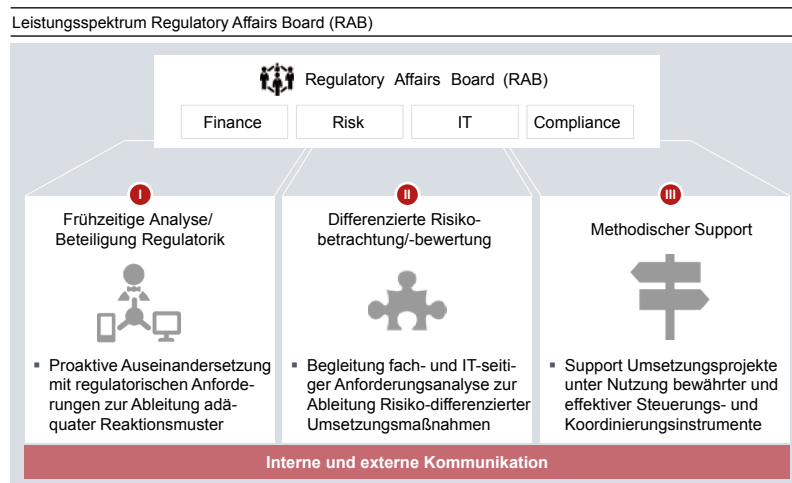 Leistungsspektrum Regulatory Affairs Board (RAB)
Regulatory Affairs Board (RAB)
Finance
Risk
IT
Compliance
I
Frühzeitige Analyse/
Beteiligung Regulatorik
▪ Proaktive Auseinandersetzung
mit regulatorischen Anforde-
rungen zur Ableitung adä-
quater Reaktionsmuster
II
Differenzierte Risiko-
betrachtung/-bewertung
▪ Begleitung fach- und IT-seiti-
ger Anforderungsanalyse zur
Ableitung Risiko-differenzierter
Umsetzungsmaßnahmen
III
Methodischer Support
▪ Support Umsetzungsprojekte
unter Nutzung bewährter und
effektiver Steuerungs- und
Koordinierungsinstrumente
Interne und externe Kommunikation